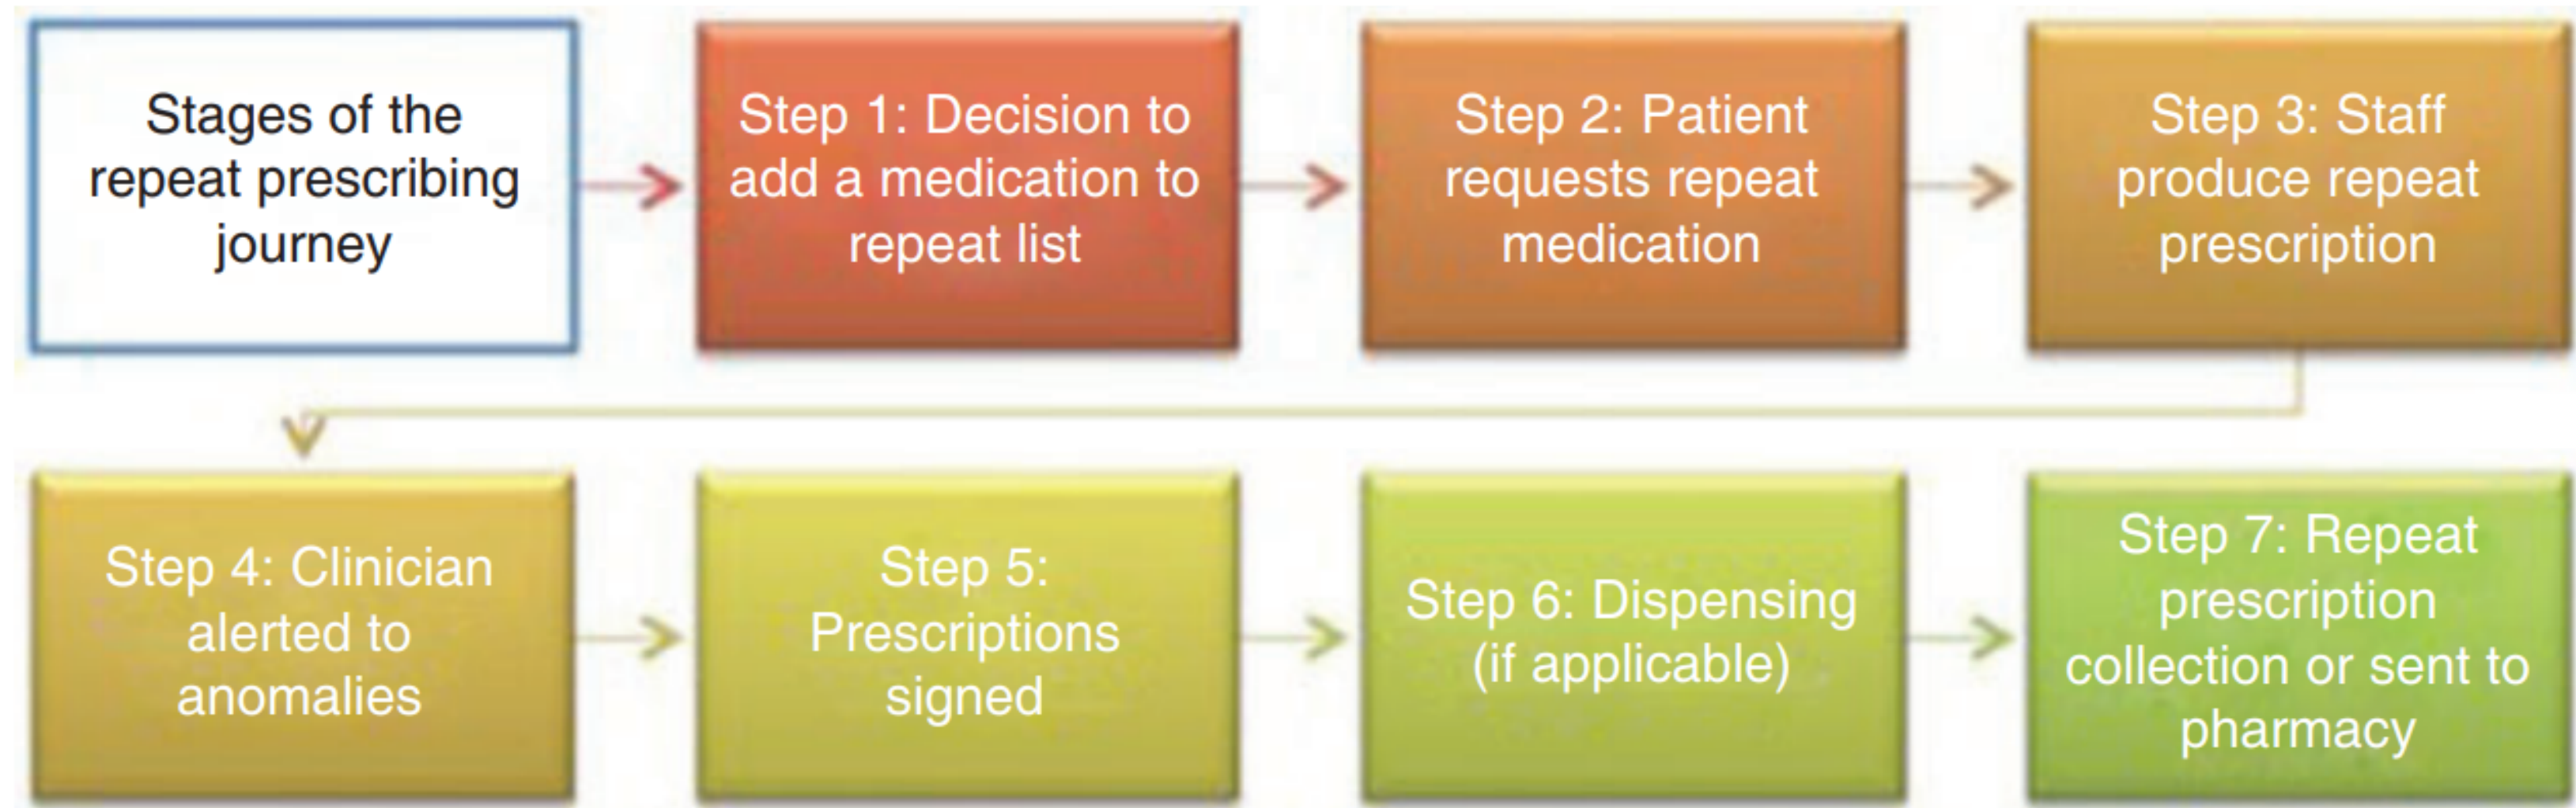 Stages of the
repeat prescribing
journey
Step 1: Decision to
add a medication to
repeat list
Step 2: Patient
requests repeat
medication
Step 3: Staff
produce repeat
prescription
Step 4: Clinician
alerted to
anomalies
Step 5:
Prescriptions
signed
Step 6: Dispensing
(if applicable)
Step 7: Repeat
prescription
collection or sent to
pharmacy